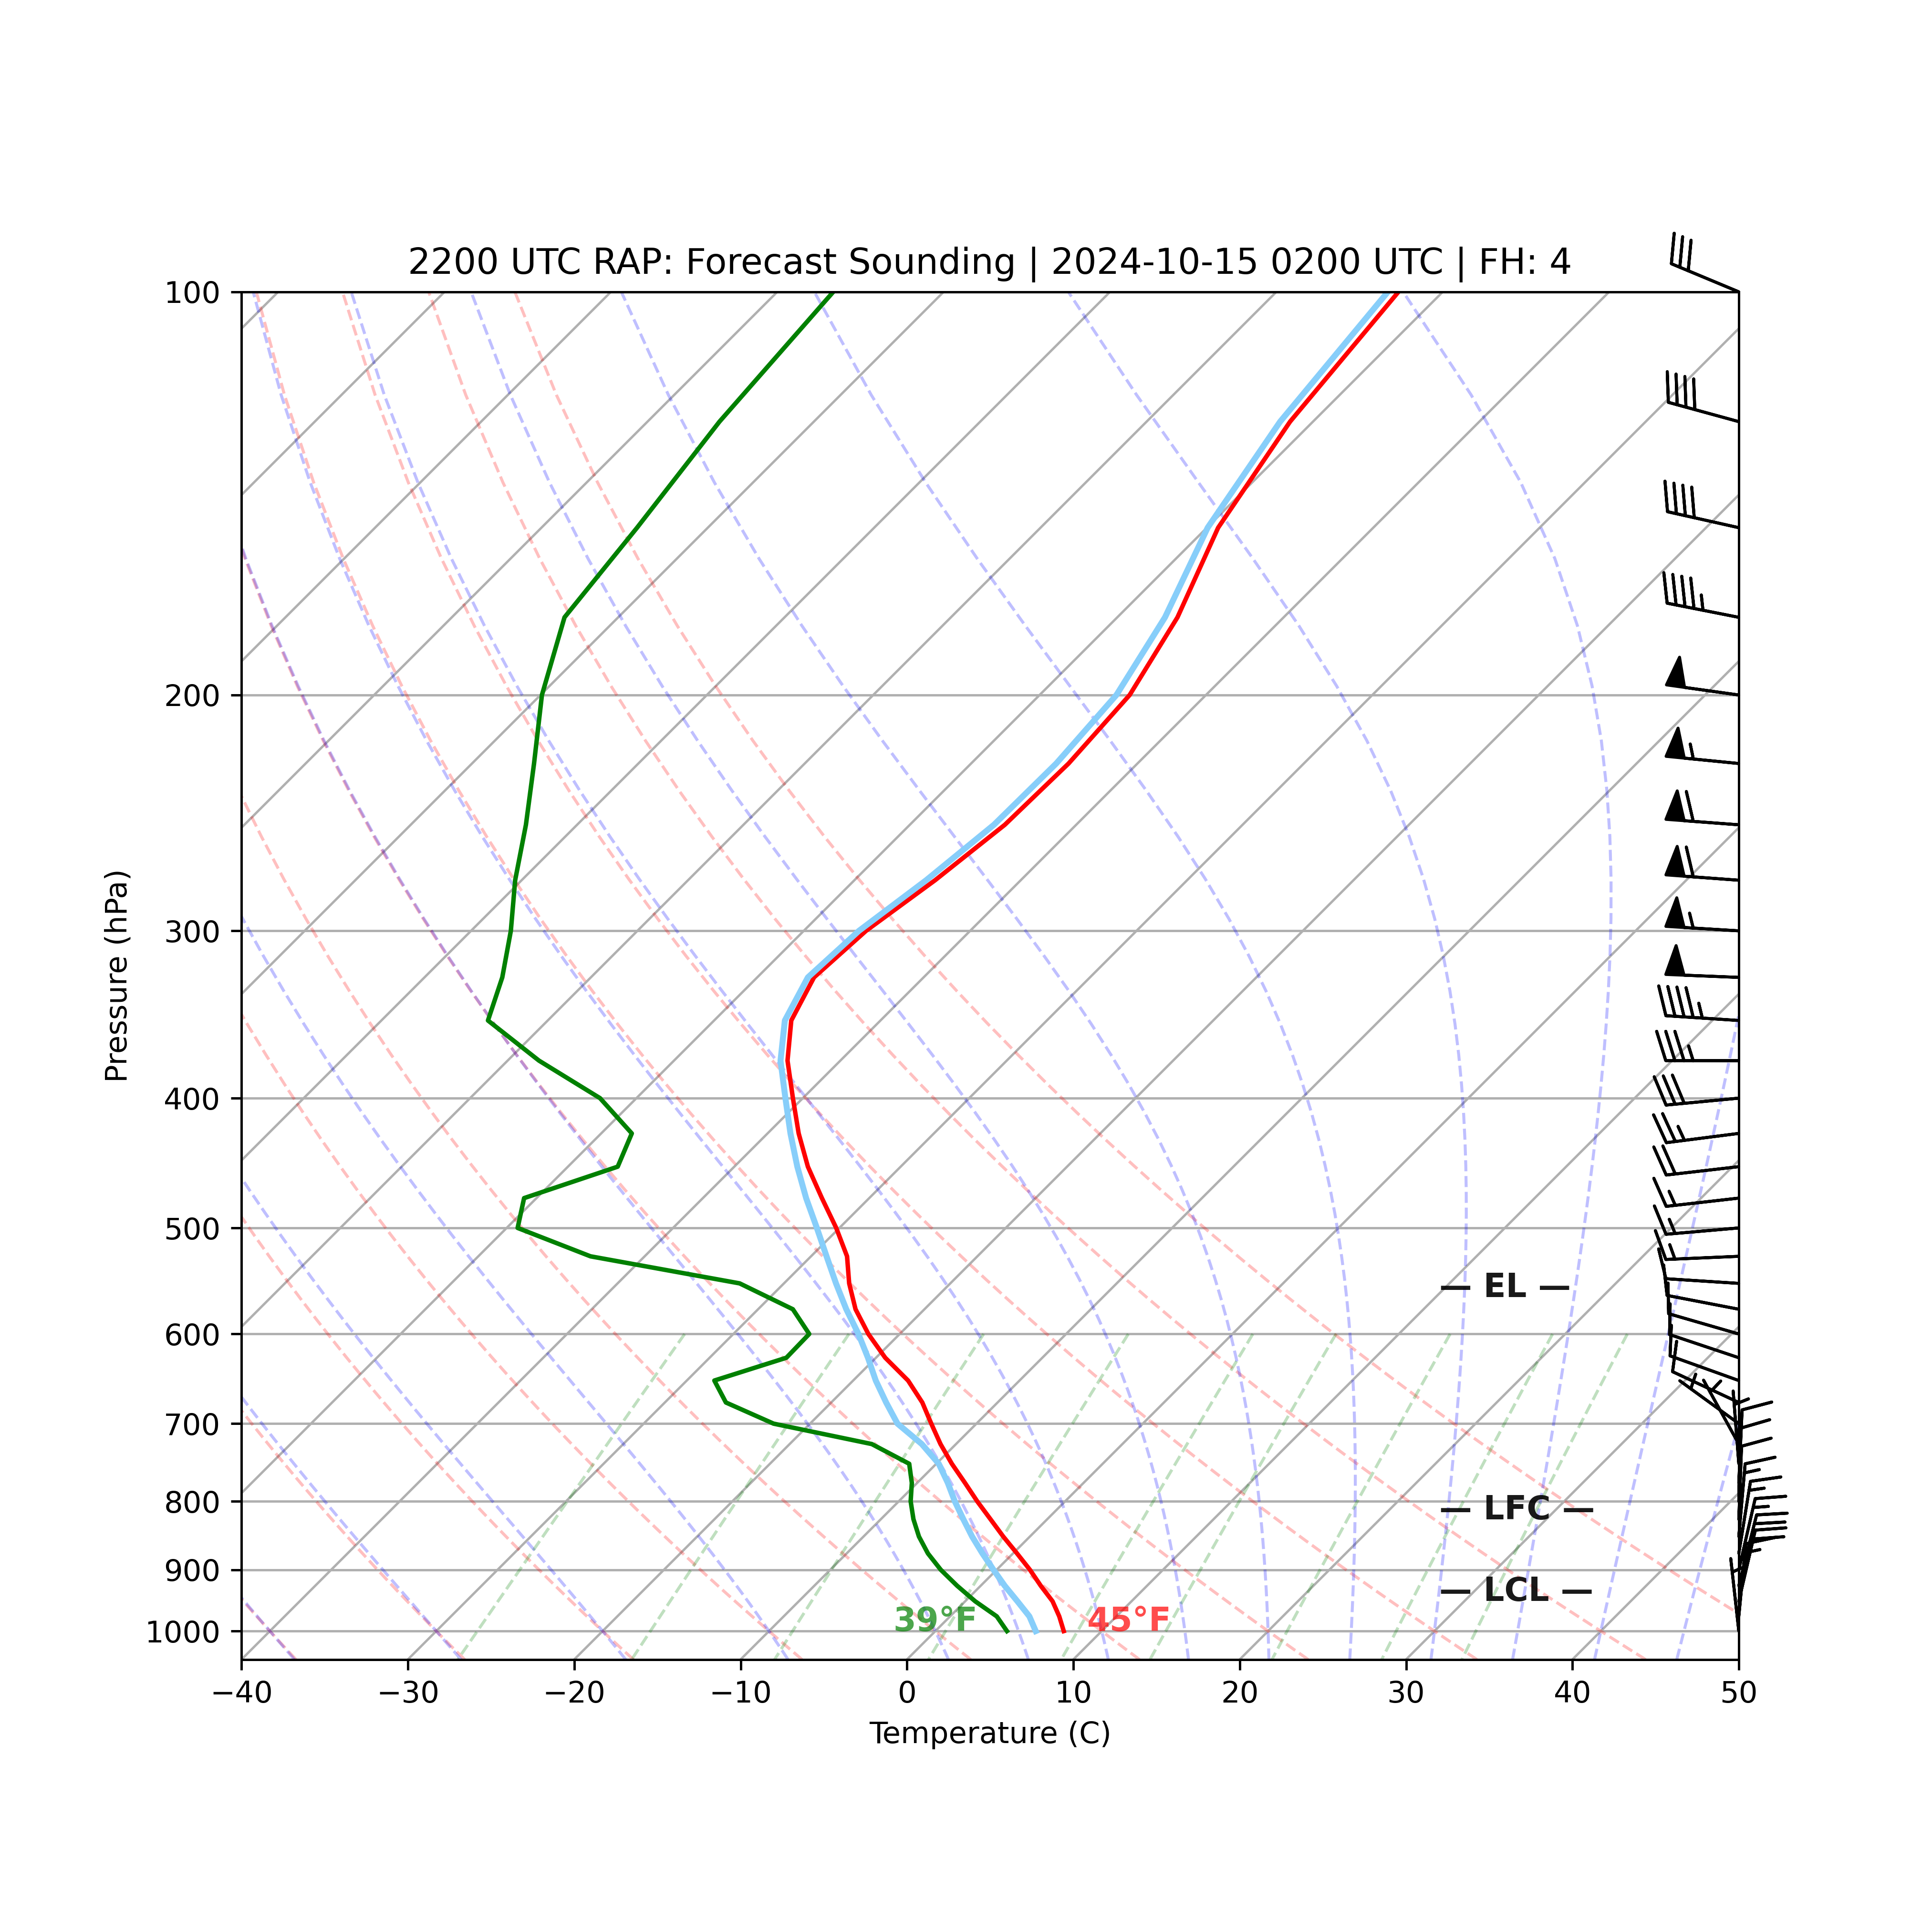 2200 UTC RAP: Forecast Sounding | 2024-10-15 0200 UTC | FH: 4
100
200
300
400
500
600
700
800
900
1000
Pressure (hPa)
— EL —
— LFC —
— LCL —
39°F
45°F
−40 −30 −20 −10 0 10 20 30 40 50
Temperature (C)